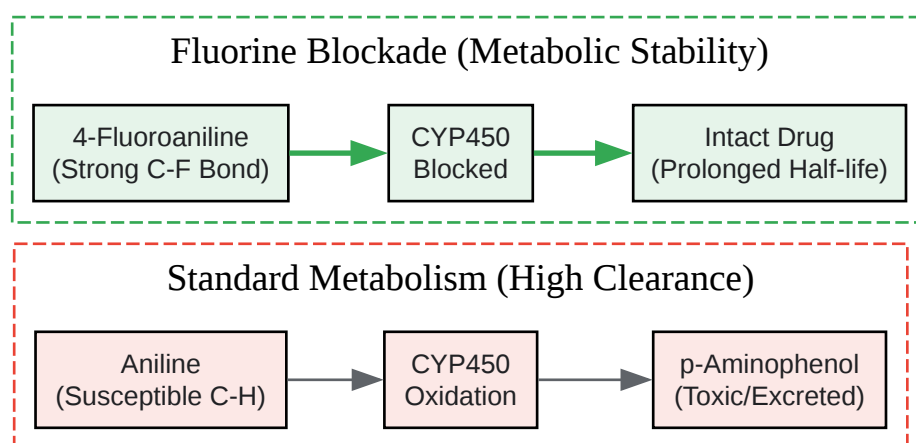 Fluorine Blockade (Metabolic Stability)
4-Fluoroaniline
(Strong C-F Bond)
CYP450
Blocked
Intact Drug
(Prolonged Half-life)
Standard Metabolism (High Clearance)
Aniline
(Susceptible C-H)
CYP450
Oxidation
p-Aminophenol
(Toxic/Excreted)